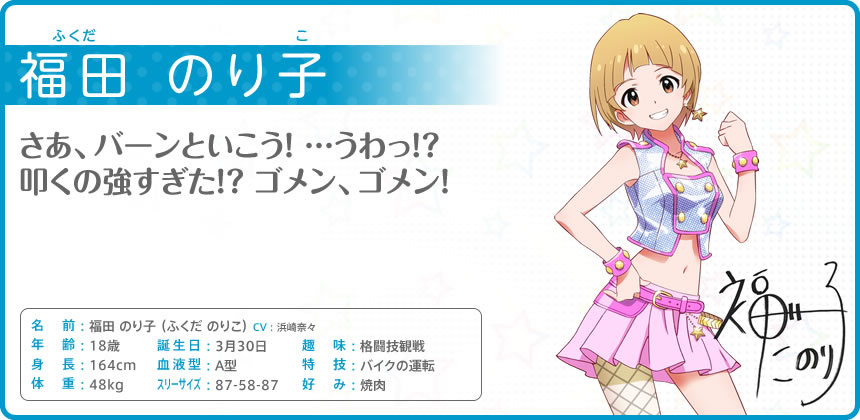 ふくだ こ
福田 のり子
さあ、バーンといこう! …うわっ!?
叩くの強すぎた!? ゴメン、ゴメン!
名 前 : 福田 のり子 (ふくだ のりこ) CV : 浜崎奈々
年 齢 : 18歳 誕生日 : 3月30日 趣 味 : 格闘技観戦
身 長 : 164cm 血液型 : A型 特 技 : バイクの運転
体 重 : 48kg スリーサイズ : 87-58-87 好 み : 焼肉
福田
のり子